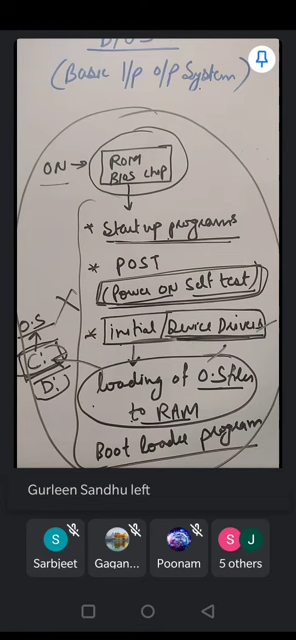 BIOS
(Basic I/p o/p System)
ON → ROM
Bios chip
* Start up programs
* POST
(Power ON Self test)
* initial Device Drivers
O.S
C:
D:
loading of O.S files
to RAM
Boot loader program
Gurleen Sandhu left
S
Sarbjeet
Gagan...
Poonam
S J
5 others